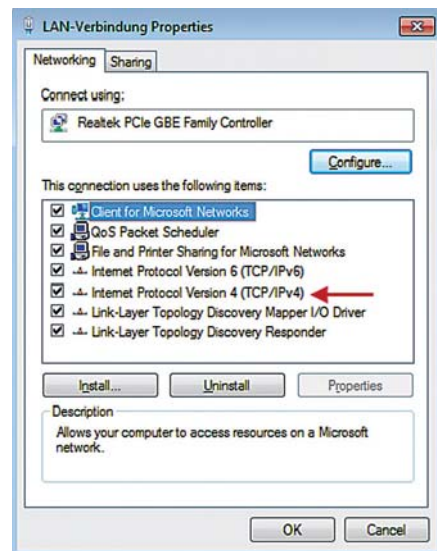 LAN-Verbindung Properties
Networking Sharing
Connect using:
Realtek PCIe GBE Family Controller
Configure...
This connection uses the following items:
Client for Microsoft Networks
QoS Packet Scheduler
File and Printer Sharing for Microsoft Networks
Internet Protocol Version 6 (TCP/IPv6)
Internet Protocol Version 4 (TCP/IPv4)
Link-Layer Topology Discovery Mapper I/O Driver
Link-Layer Topology Discovery Responder
Install... Uninstall Properties
Description
Allows your computer to access resources on a Microsoft
network.
OK Cancel